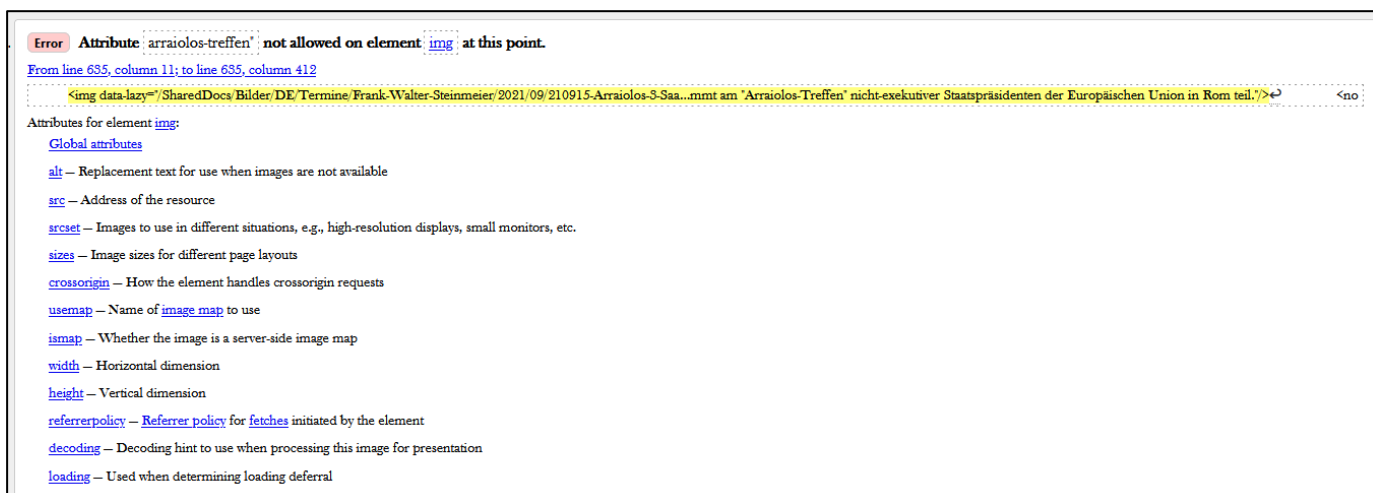 . Error Attribute arraiolos-treffen" not allowed on element img at this point.
From line 635, column 11; to line 635, column 412
<img data-lazy="/SharedDocs/Bilder/DE/Termine/Frank-Walter-Steinmeier/2021/09/210915-Arraiolos-3-Saa...mmt am "Arraiolos-Treffen" nicht-exekutiver Staatspräsidenten der Europäischen Union in Rom teil."/>↩ <no
Attributes for element img:
Global attributes
alt — Replacement text for use when images are not available
src — Address of the resource
srcset — Images to use in different situations, e.g., high-resolution displays, small monitors, etc.
sizes — Image sizes for different page layouts
crossorigin — How the element handles crossorigin requests
usemap — Name of image map to use
ismap — Whether the image is a server-side image map
width — Horizontal dimension
height — Vertical dimension
referrerpolicy — Referrer policy for fetches initiated by the element
decoding — Decoding hint to use when processing this image for presentation
loading — Used when determining loading deferral